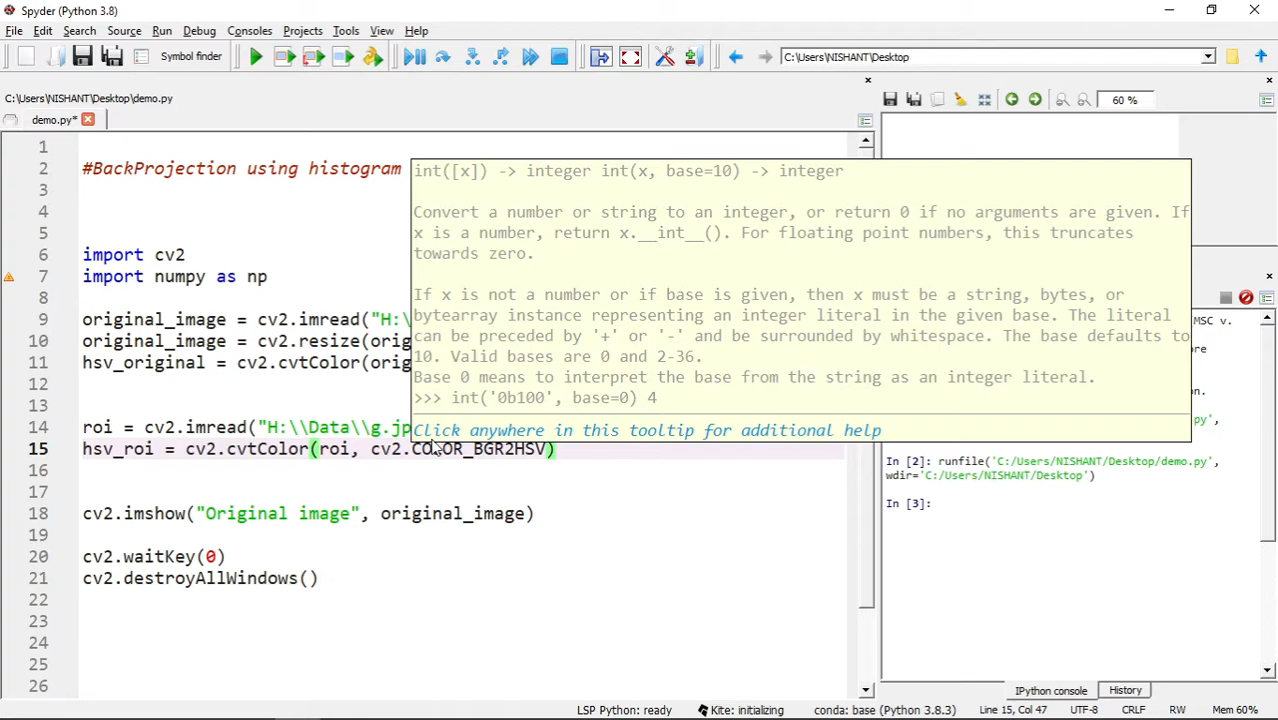 Spyder (Python 3.8)
File Edit Search Source Run Debug Consoles Projects Tools View Help
Symbol finder
C:\Users\NISHANT\Desktop
C:\Users\NISHANT\Desktop\demo.py
60 %
demo.py*
1
2 #BackProjection using histogram
3
4
5
6 import cv2
7 import numpy as np
8
9 original_image = cv2.imread("H:\
10 original_image = cv2.resize(orig
11 hsv_original = cv2.cvtColor(orig
12
13
14 roi = cv2.imread("H:\\Data\\g.jp
15 hsv_roi = cv2.cvtColor(roi, cv2.COLOR_BGR2HSV)
16
17
18 cv2.imshow("Original image", original_image)
19
20 cv2.waitKey(0)
21 cv2.destroyAllWindows()
22
23
24
25
26
int([x]) -> integer int(x, base=10) -> integer
Convert a number or string to an integer, or return 0 if no arguments are given. If
x is a number, return x.__int__(). For floating point numbers, this truncates
towards zero.
If x is not a number or if base is given, then x must be a string, bytes, or
bytearray instance representing an integer literal in the given base. The literal
can be preceded by '+' or '-' and be surrounded by whitespace. The base defaults to
10. Valid bases are 0 and 2-36.
Base 0 means to interpret the base from the string as an integer literal.
>>> int('0b100', base=0) 4
Click anywhere in this tooltip for additional help
MSC v.
ore
on.
py',
In [2]: runfile('C:/Users/NISHANT/Desktop/demo.py',
wdir='C:/Users/NISHANT/Desktop')
In [3]:
IPython console History
LSP Python: ready Kite: initializing conda: base (Python 3.8.3) Line 15, Col 47 UTF-8 CRLF RW Mem 60%